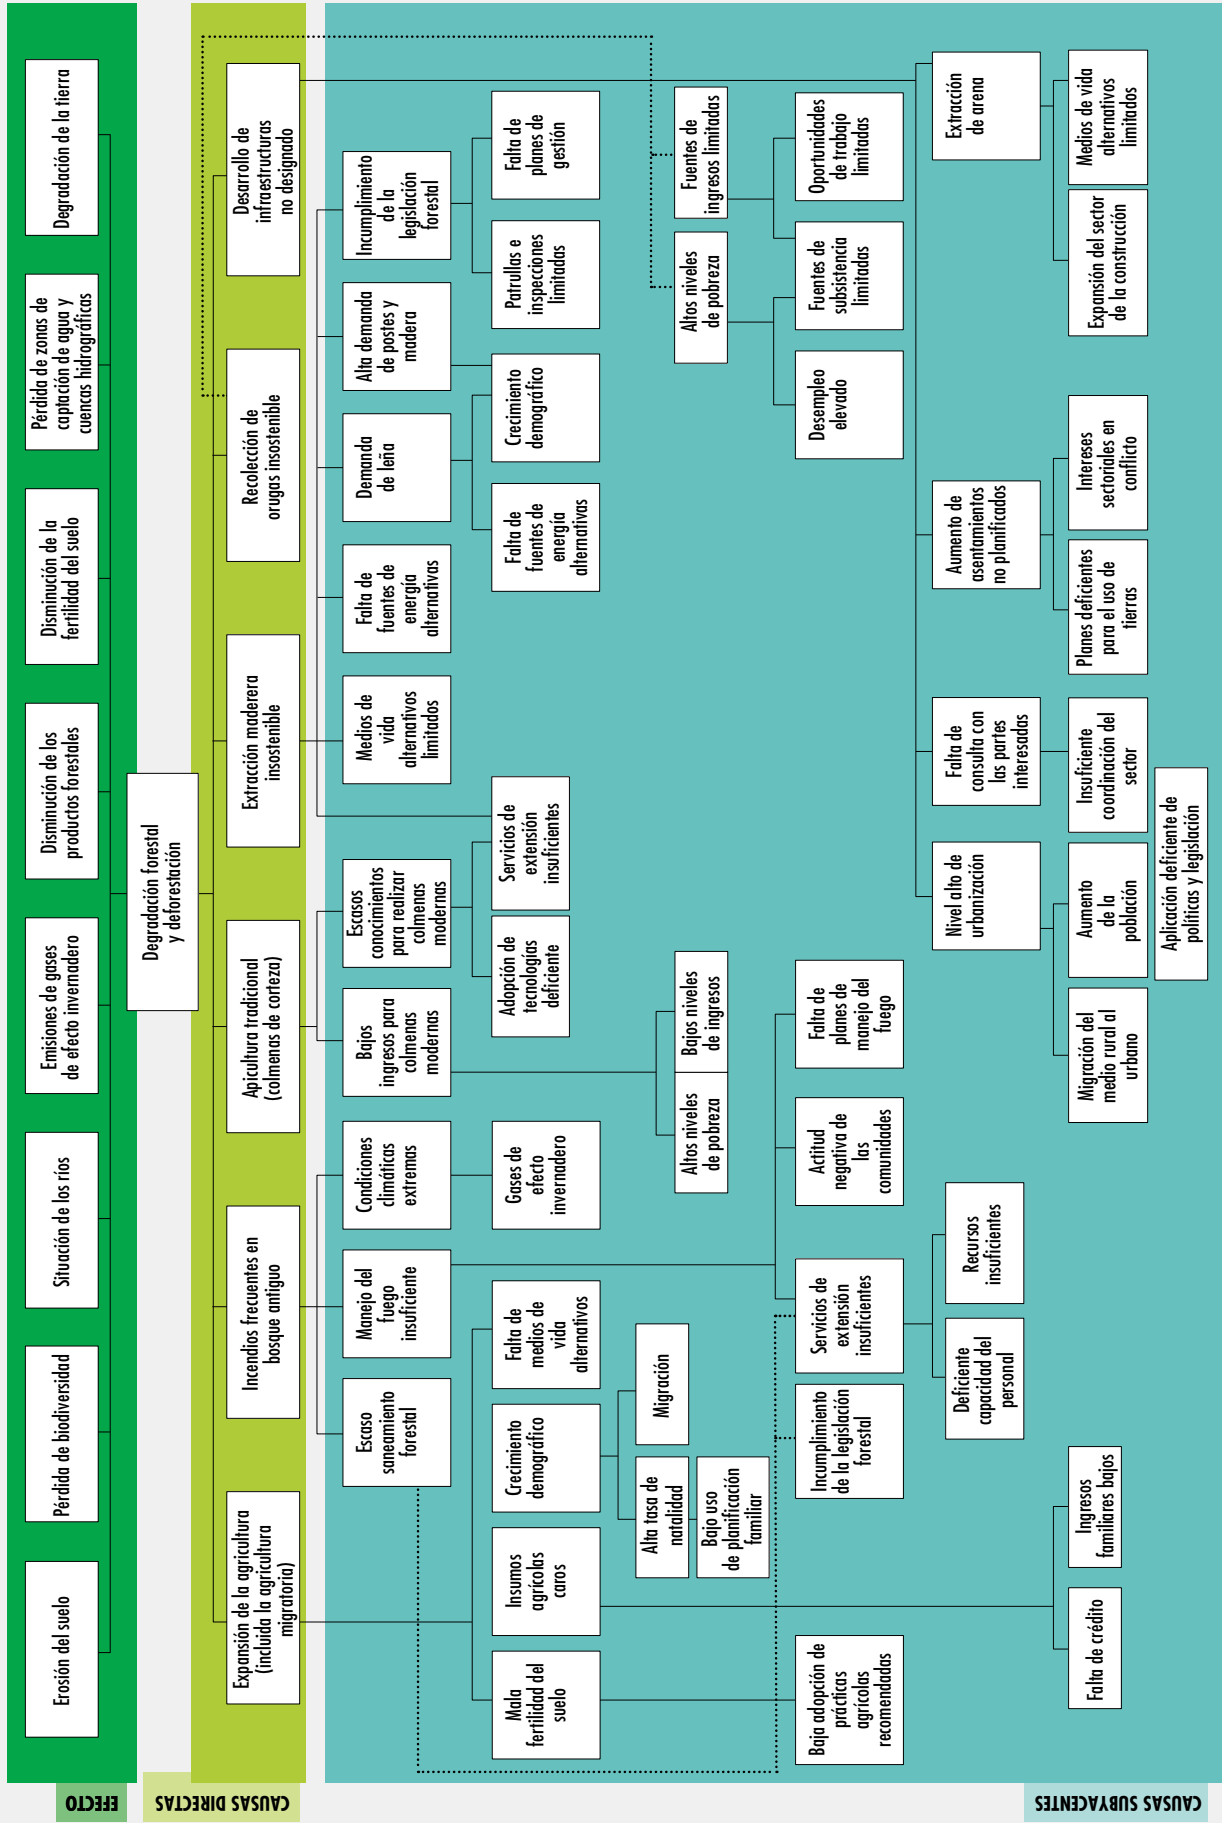 EFECTO
Erosión del suelo
Pérdida de biodiversidad
Situación de los ríos
Emisiones de gases
de efecto invernadero
Disminución de los
productos forestales
Disminución de la
fertilidad del suelo
Pérdida de zonas de
captación de agua y
cuencas hidrográficas
Degradación de la tierra
Degradación forestal
y deforestación
CAUSAS DIRECTAS
Expansión de la agricultura
(incluida la agricultura
migratoria)
Incendios frecuentes en
bosque antiguo
Apicultura tradicional
(colmenas de corteza)
Extracción maderera
insostenible
Recolección de
orugas insostenible
Desarrollo de
infraestructuras
no designado
CAUSAS SUBYACENTES
Escaso
saneamiento
forestal
Manejo del
fuego
insuficiente
Condiciones
climáticas
extremas
Bajos
ingresos para
colmenas
modernas
Escasos
conocimientos
para realizar
colmenas
modernas
Medios de
vida
alternativos
limitados
Falta de
fuentes de
energía
alternativas
Demanda
de leña
Alta demanda
de postes y
madera
Incumplimiento
de la
legislación
forestal
Mala
fertilidad del
suelo
Insumos
agrícolas
caros
Crecimiento
demográfico
Falta de
medios de
vida
alternativos
Gases de
efecto
invernadero
Adopción de
tecnologías
deficiente
Servicios de
extensión
insuficientes
Falta de
fuentes de
energía
alternativas
Crecimiento
demográfico
Patrullas e
inspecciones
limitadas
Falta de
planes de
gestión
Alta tasa de
natalidad
Migración
Bajo uso
de planificación
familiar
Altos niveles
de pobreza
Bajos niveles
de ingresos
Altos niveles
de pobreza
Fuentes de
ingresos limitadas
Baja adopción de
prácticas
agrícolas
recomendadas
Incumplimiento
de la legislación
forestal
Servicios de
extensión
insuficientes
Actitud
negativa de
las
comunidades
Falta de
planes de
manejo del
fuego
Desempleo
elevado
Fuentes de
subsistencia
limitadas
Oportunidades
de trabajo
limitadas
Deficiente
capacidad del
personal
Recursos
insuficientes
Nivel alto de
urbanización
Falta de
consulta con
las partes
interesadas
Aumento de
asentamientos
no planificados
Extracción
de arena
Falta de crédito
Ingresos
familiares bajos
Migración del
medio rural al
urbano
Aumento
de la
población
Insuficiente
coordinación del
sector
Planes deficientes
para el uso de
tierras
Intereses
sectoriales en
conflicto
Expansión del sector
de la construcción
Medios de vida
alternativos
limitados
Aplicación deficiente de
políticas y legislación